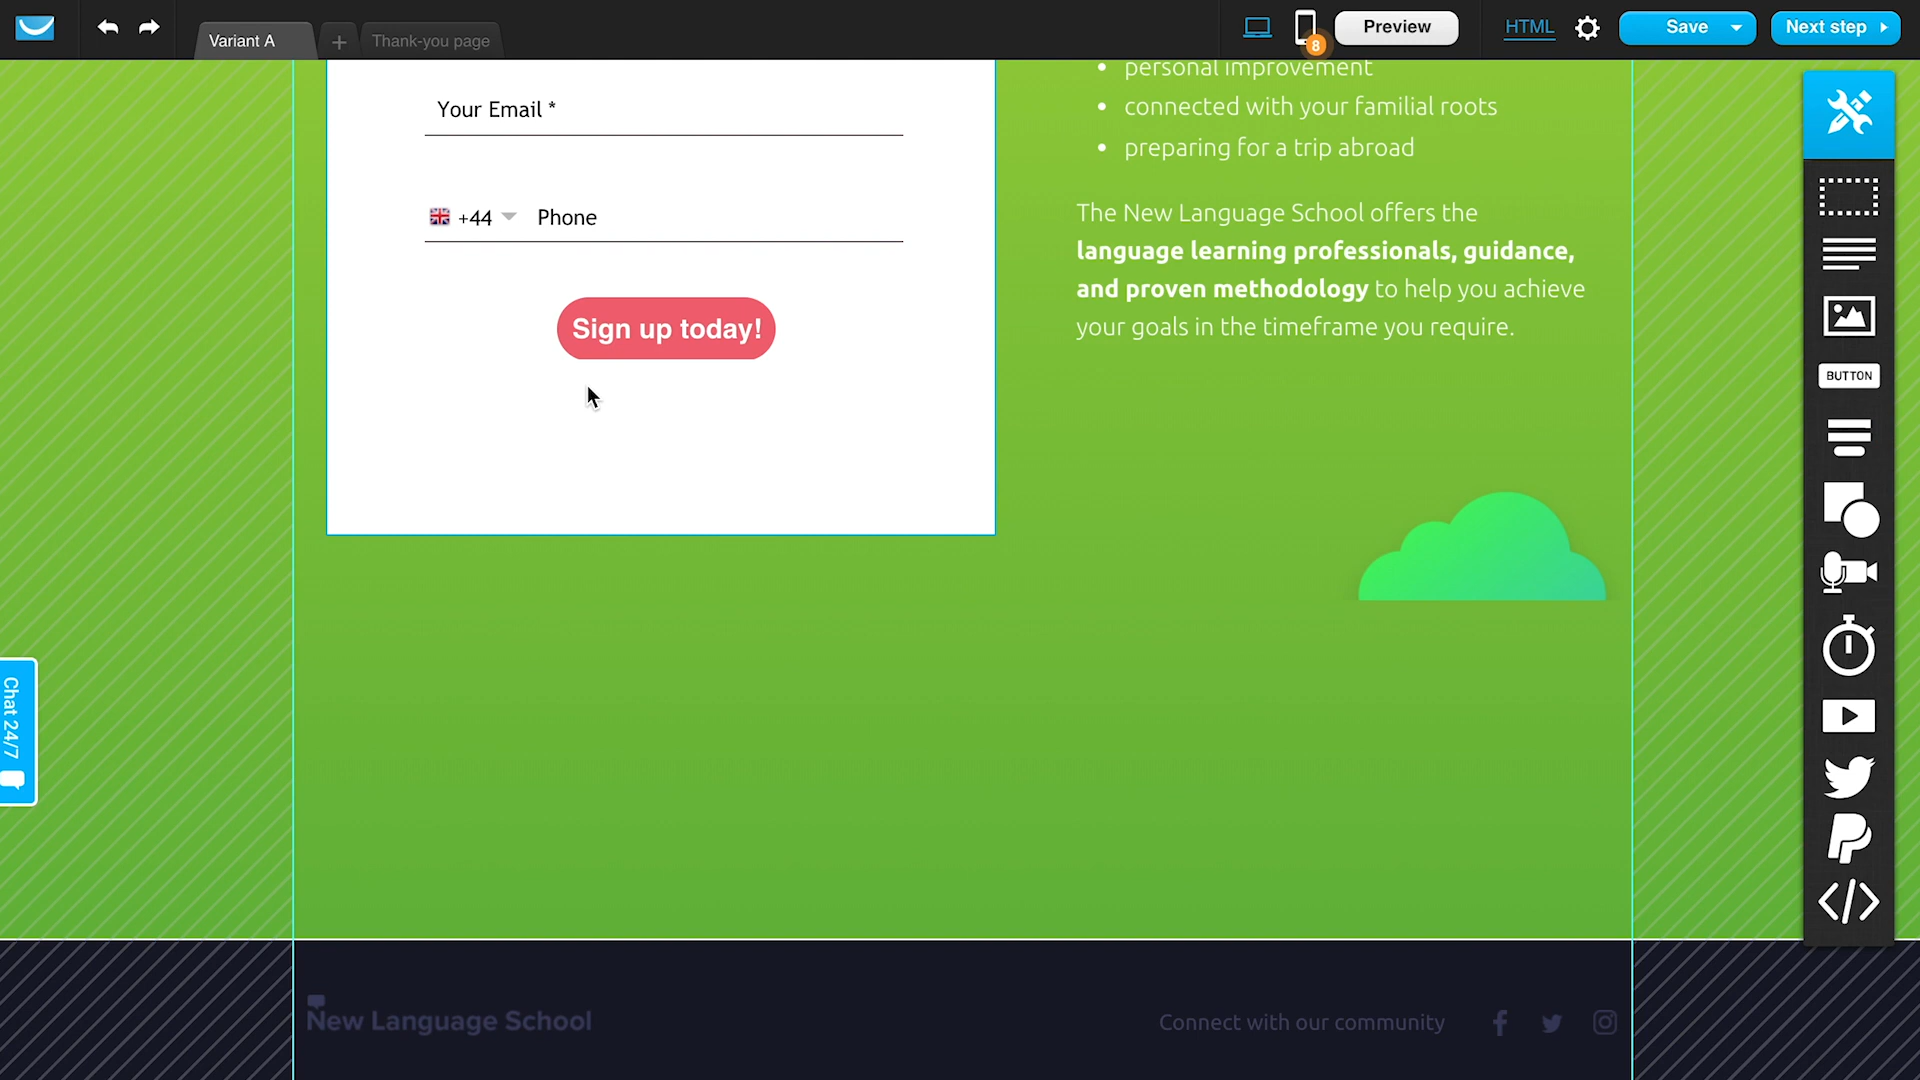 Variant A
+
Thank-you page
8
Preview
HTML
Save
Next step
Your Email *
+44
Phone
Sign up today!
personal improvement
connected with your familial roots
preparing for a trip abroad
The New Language School offers the
language learning professionals, guidance,
and proven methodology to help you achieve
your goals in the timeframe you require.
BUTTON
Chat 24/7
New Language School
Connect with our community